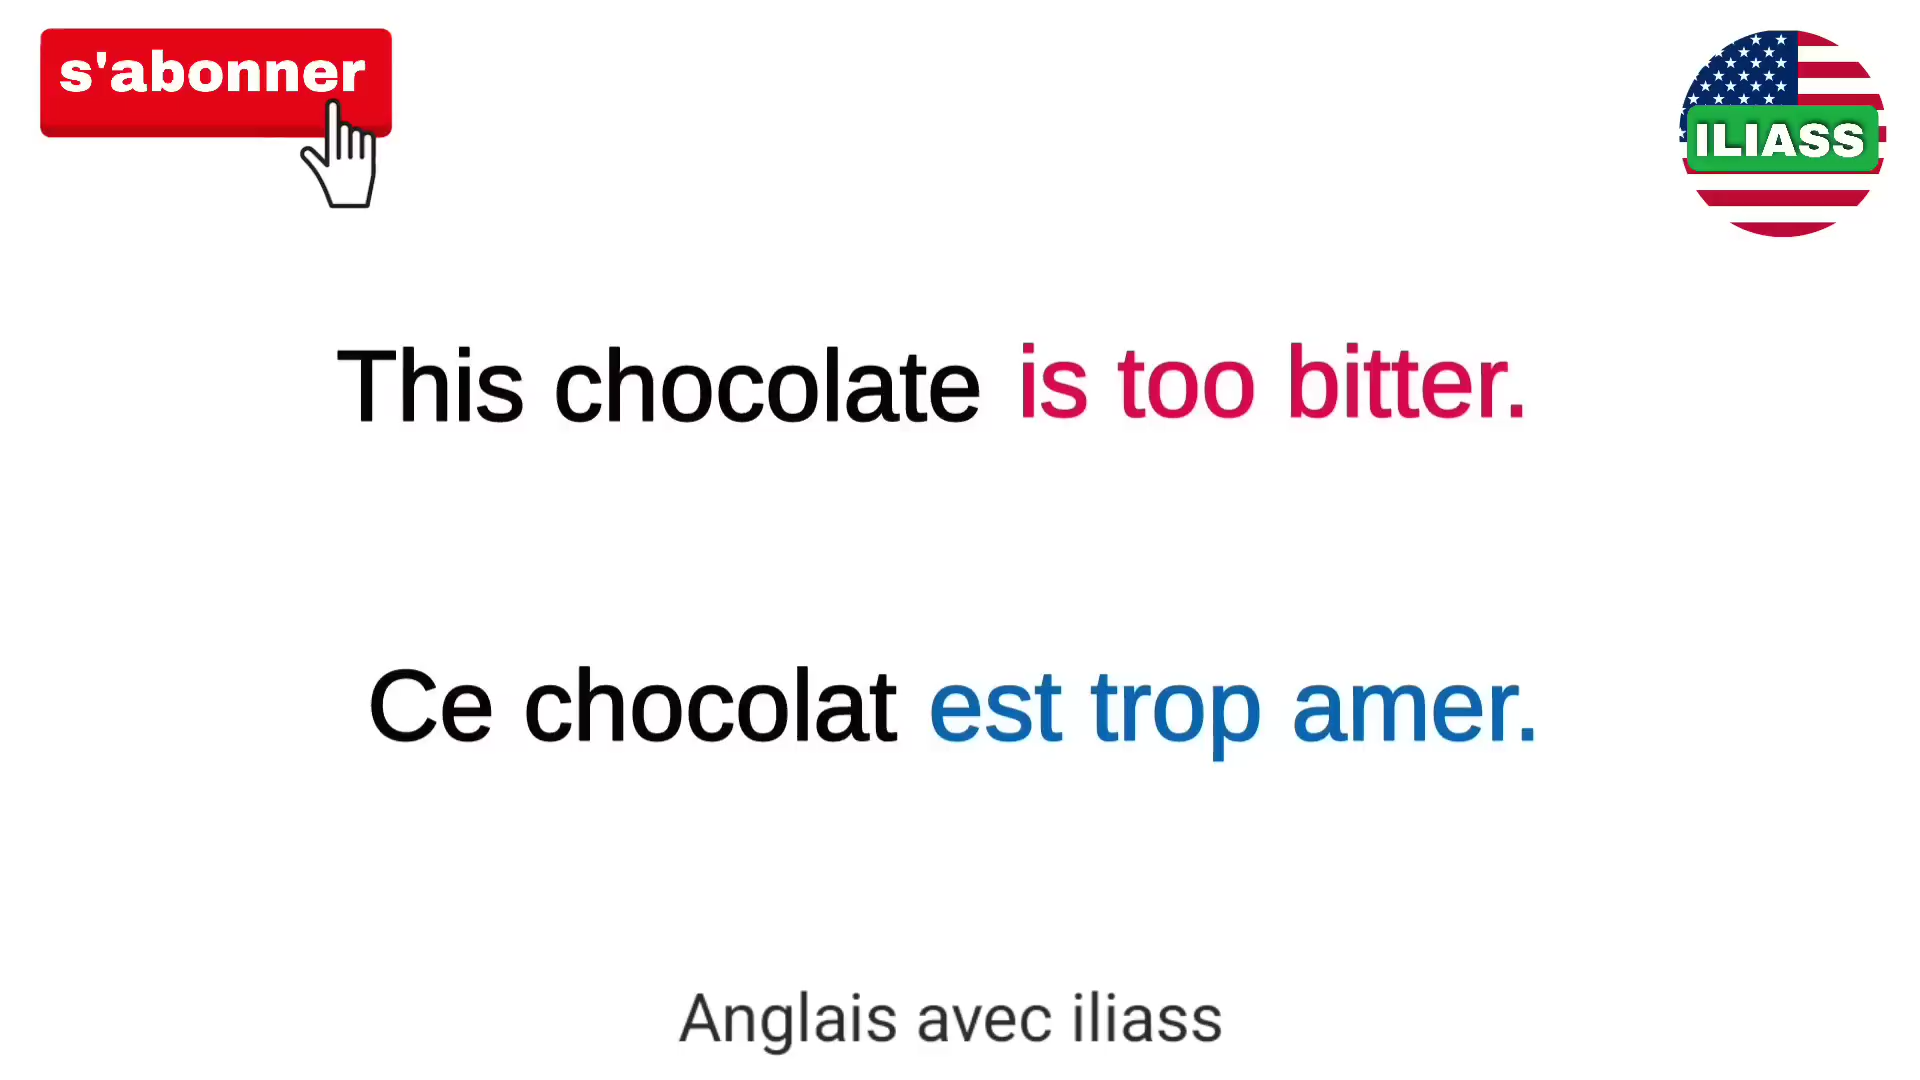 s'abonner
ILIASS
This chocolate is too bitter.
Ce chocolat est trop amer.
Anglais avec iliass